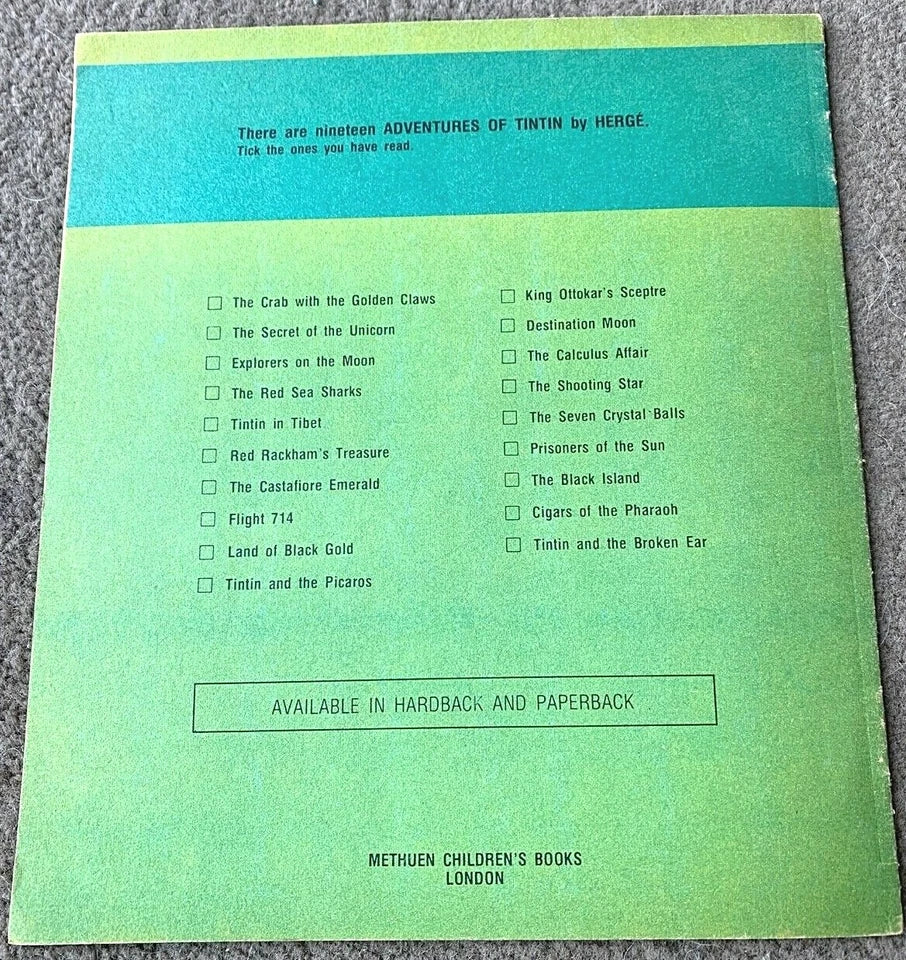 There are nineteen ADVENTURES OF TINTIN by HERGÉ.
Tick the ones you have read.
The Crab with the Golden Claws
The Secret of the Unicorn
Explorers on the Moon
The Red Sea Sharks
Tintin in Tibet
Red Rackham's Treasure
The Castafiore Emerald
Flight 714
Land of Black Gold
Tintin and the Picaros
King Ottokar's Sceptre
Destination Moon
The Calculus Affair
The Shooting Star
The Seven Crystal Balls
Prisoners of the Sun
The Black Island
Cigars of the Pharaoh
Tintin and the Broken Ear
AVAILABLE IN HARDBACK AND PAPERBACK
METHUEN CHILDREN'S BOOKS
LONDON